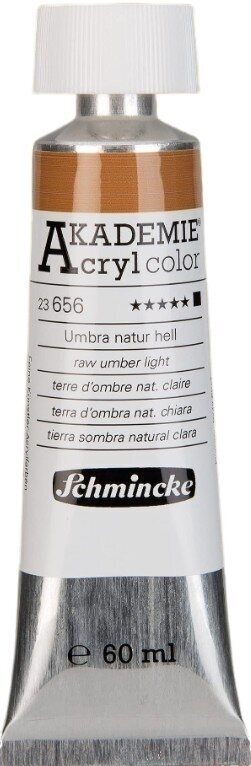 AKADEMIE®
Acryl color
23 656 ★★★★★ ■
Umbra natur hell
raw umber light
terre d'ombre nat. claire
terra d'ombra nat. chiara
tierra sombra natural clara
Schmincke
℮ 60 ml